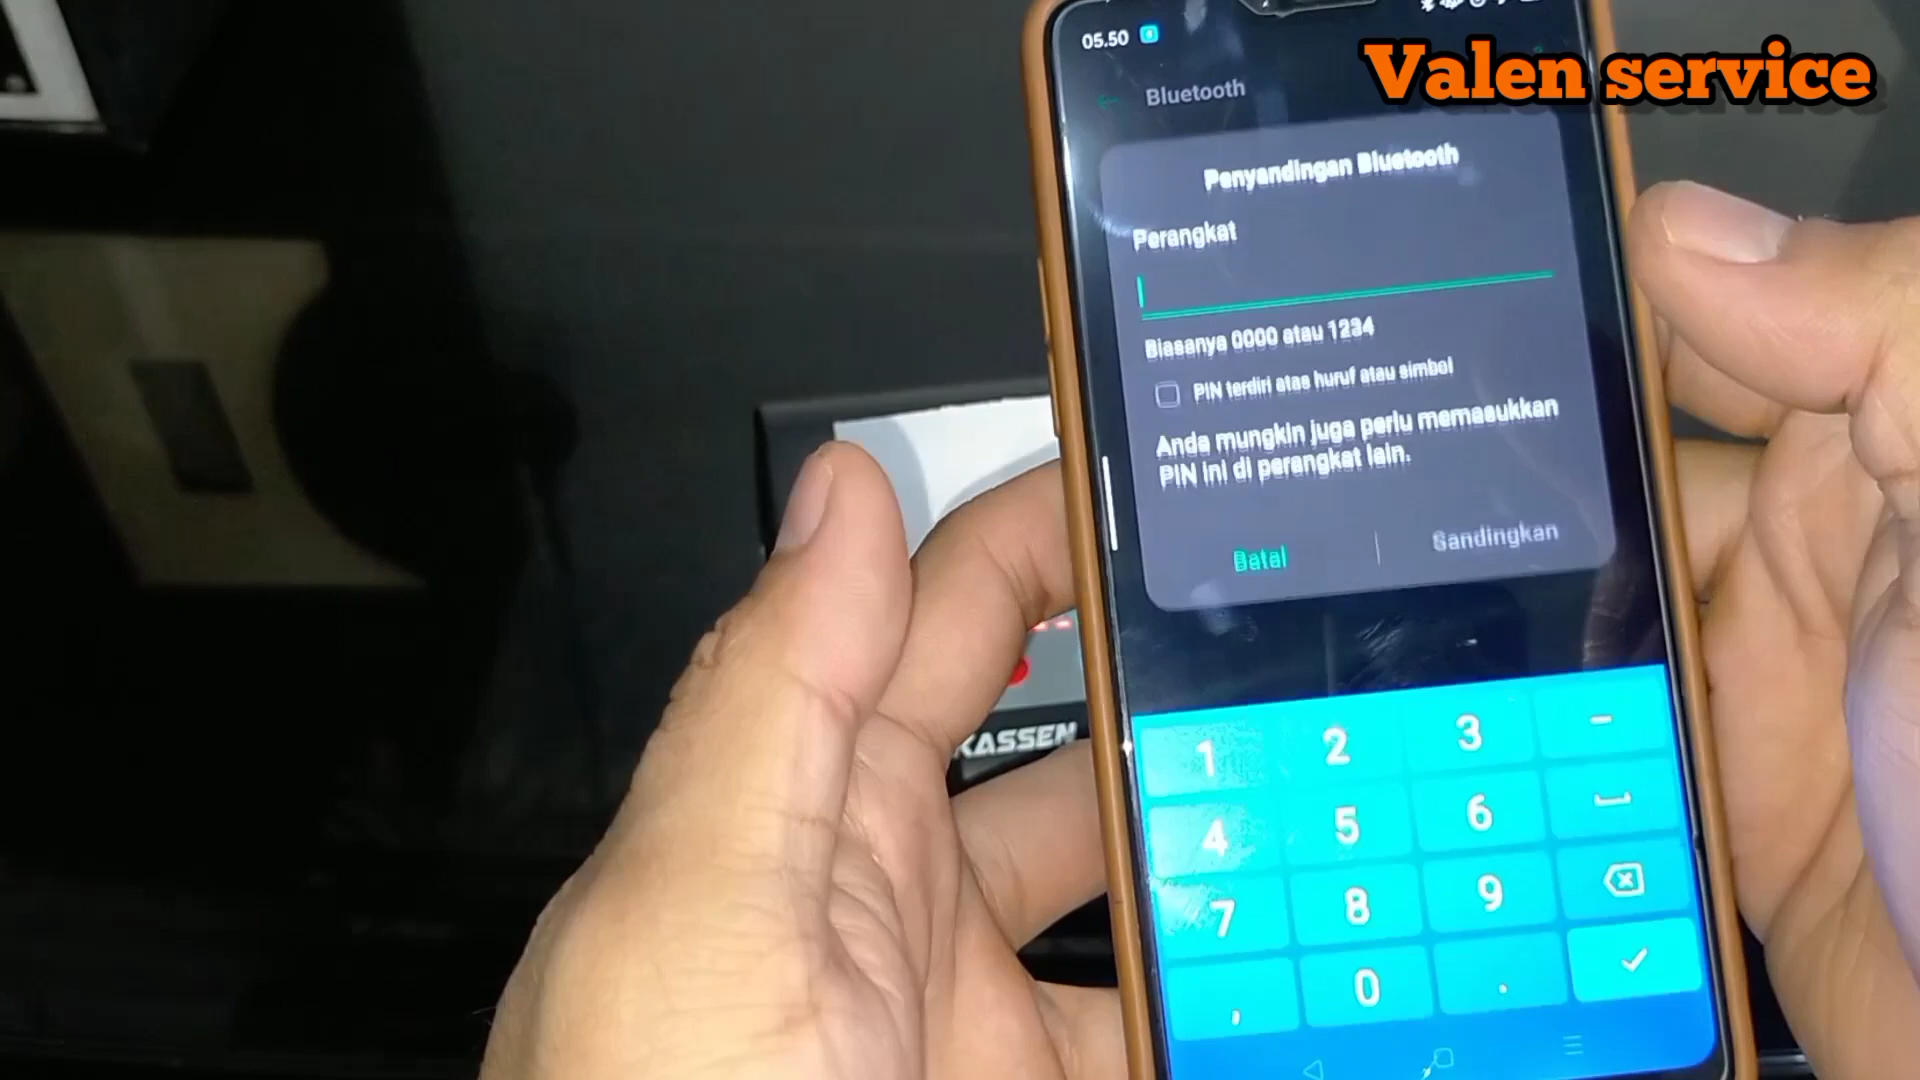 Valen service
05.50
Bluetooth
Penyandingan Bluetooth
Perangkat
Biasanya 0000 atau 1234
PIN terdiri atas huruf atau simbol
Anda mungkin juga perlu memasukkan
PIN ini di perangkat lain.
Batal
Sandingkan
KASSEN
1 2 3 -
4 5 6
7 8 9
, 0 .